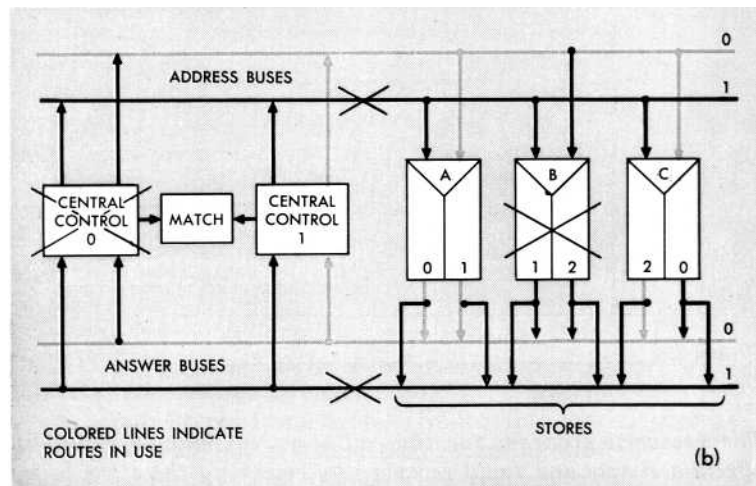 0
ADDRESS BUSES
1
A
B
C
CENTRAL
CONTROL
0
MATCH
CENTRAL
CONTROL
1
0 1
1 2
2 0
0
ANSWER BUSES
1
STORES
COLORED LINES INDICATE
ROUTES IN USE
(b)